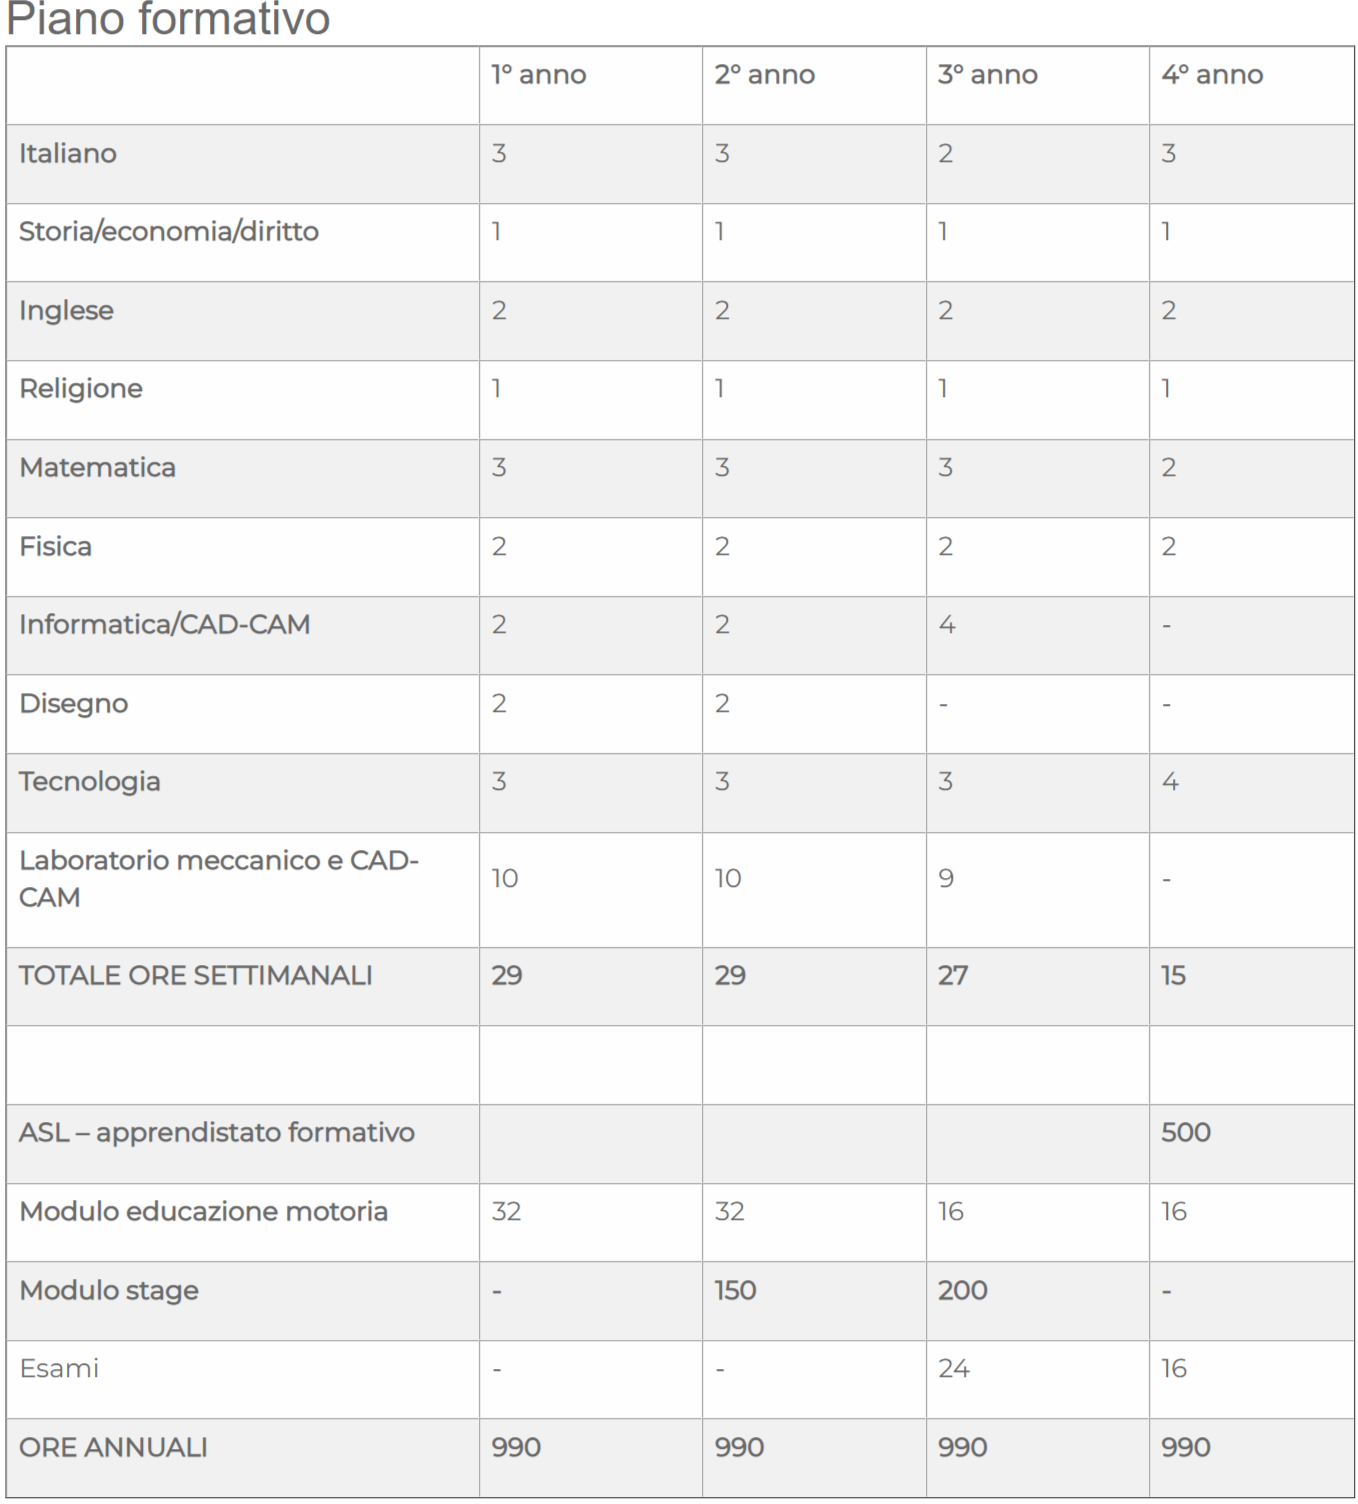 Piano formativo
1° anno 2° anno 3° anno 4° anno
Italiano 3 3 2 3
Storia/economia/diritto 1 1 1 1
Inglese 2 2 2 2
Religione 1 1 1 1
Matematica 3 3 3 2
Fisica 2 2 2 2
Informatica/CAD-CAM 2 2 4 -
Disegno 2 2 - -
Tecnologia 3 3 3 4
Laboratorio meccanico e CAD-
CAM 10 10 9 -
TOTALE ORE SETTIMANALI 29 29 27 15
ASL – apprendistato formativo 500
Modulo educazione motoria 32 32 16 16
Modulo stage - 150 200 -
Esami - - 24 16
ORE ANNUALI 990 990 990 990